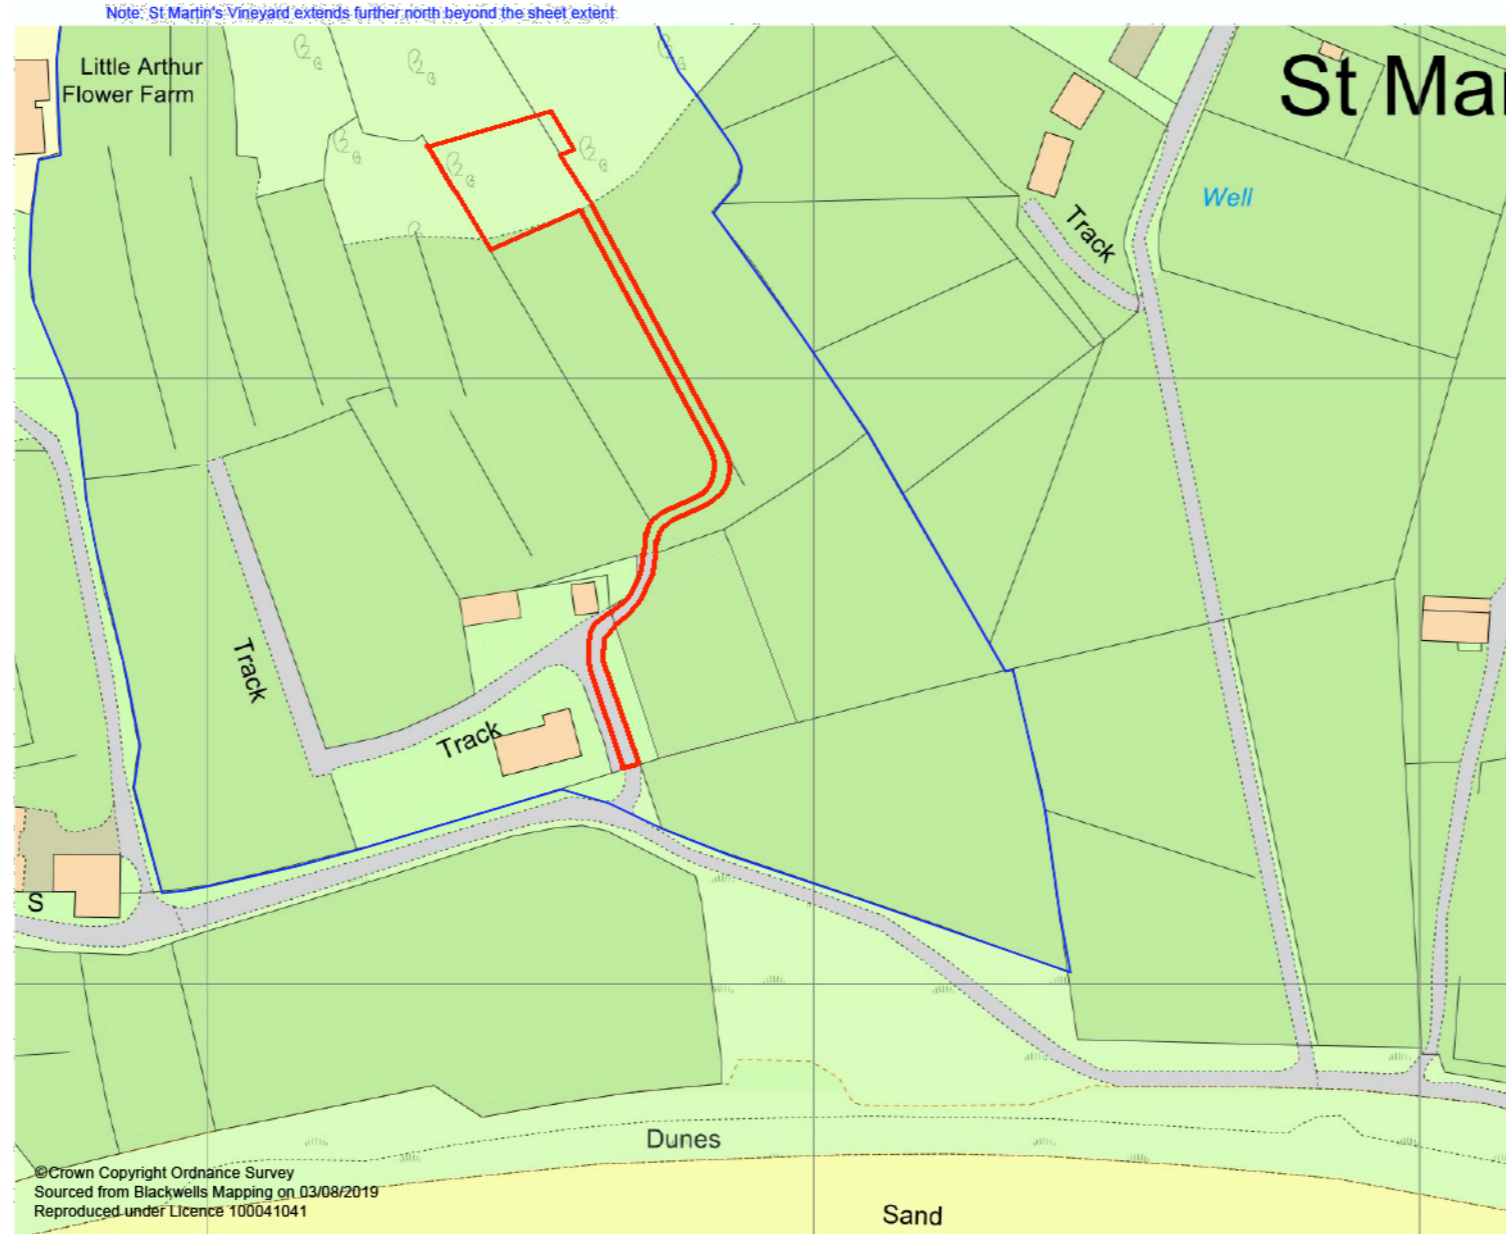 Note: St Martin's Vineyard extends further north beyond the sheet extent
Little Arthur
Flower Farm
St Mar
Well
Track
Track
Track
S
Dunes
©Crown Copyright Ordnance Survey
Sourced from Blackwells Mapping on 03/08/2019
Reproduced under Licence 100041041
Sand